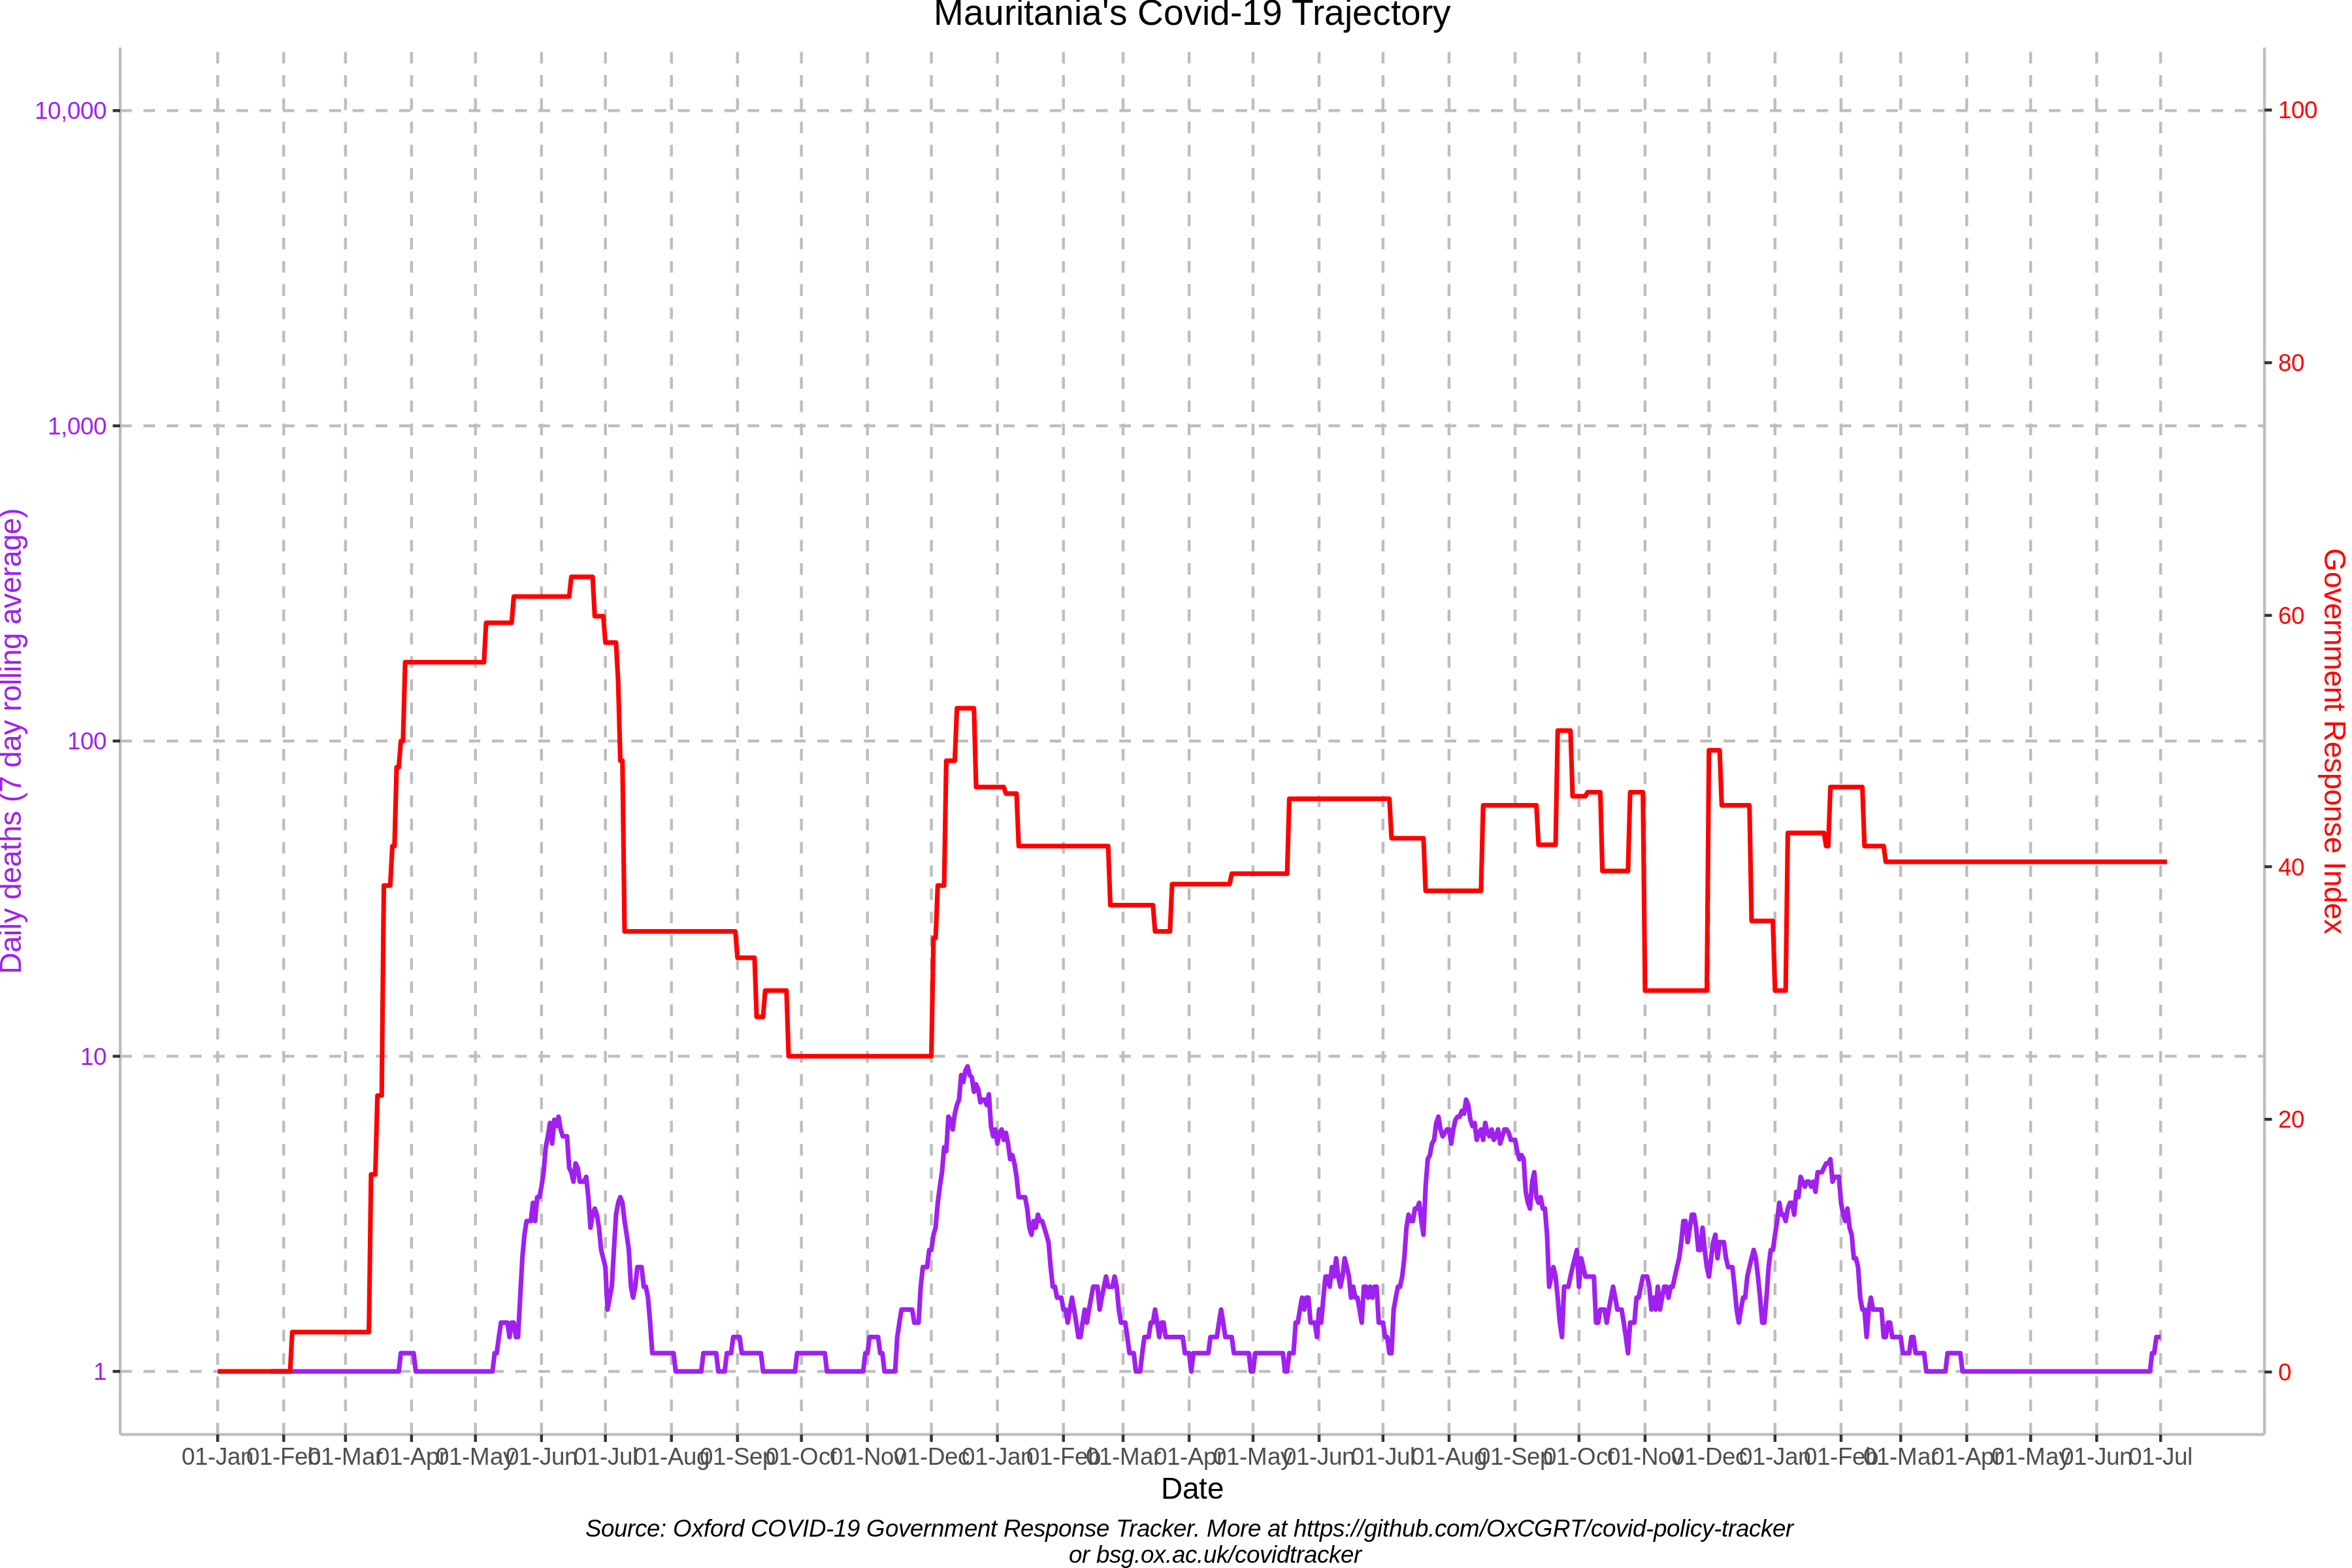 Mauritania's Covid-19 Trajectory
10,000
1,000
100
10
1
Daily deaths (7 day rolling average)
100
80
60
40
20
0
Government Response Index
01-Jan 01-Feb 01-Mar 01-Apr 01-May 01-Jun 01-Jul 01-Aug 01-Sep 01-Oct 01-Nov 01-Dec 01-Jan 01-Feb 01-Mar 01-Apr 01-May 01-Jun 01-Jul 01-Aug 01-Sep 01-Oct 01-Nov 01-Dec 01-Jan 01-Feb 01-Mar 01-Apr 01-May 01-Jun 01-Jul
Date
Source: Oxford COVID-19 Government Response Tracker. More at https://github.com/OxCGRT/covid-policy-tracker
or bsg.ox.ac.uk/covidtracker